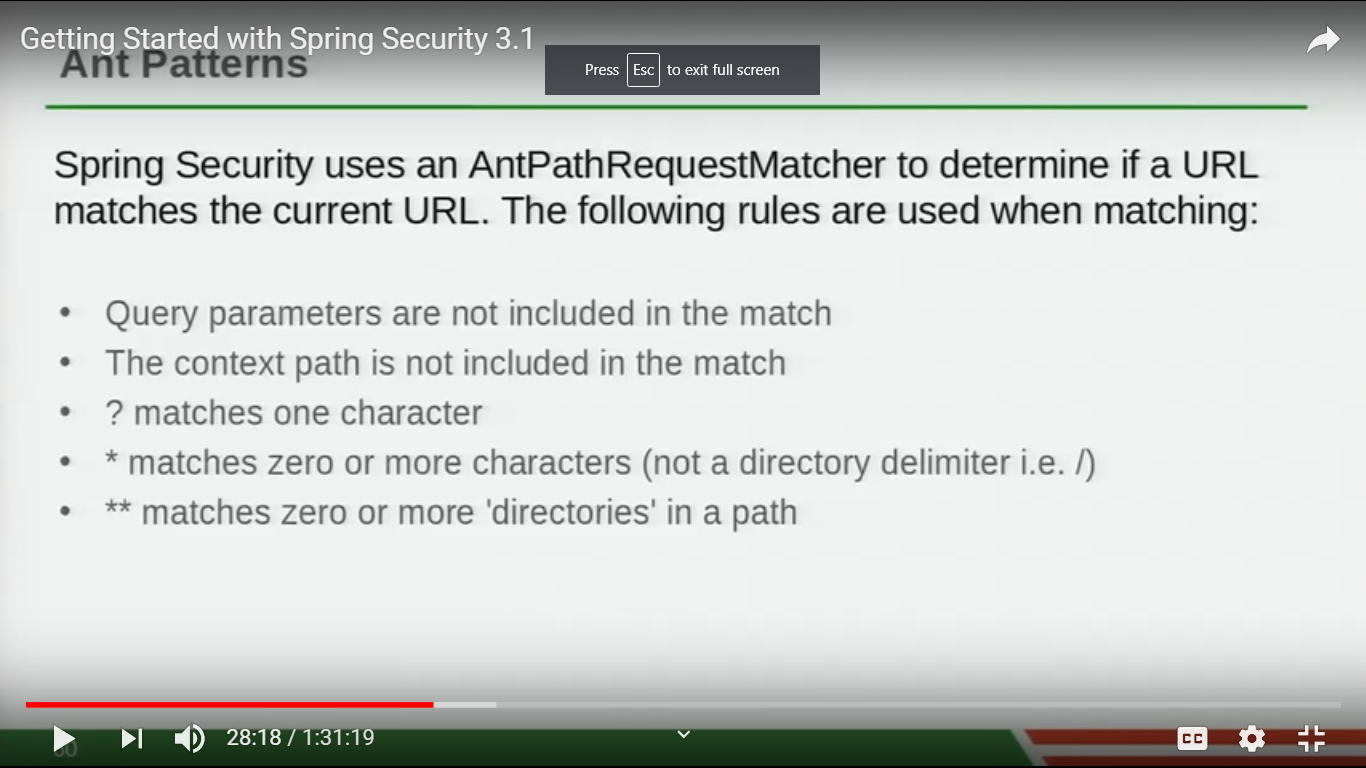 Getting Started with Spring Security 3.1
Ant Patterns
Press Esc to exit full screen
Spring Security uses an AntPathRequestMatcher to determine if a URL
matches the current URL. The following rules are used when matching:
• Query parameters are not included in the match
• The context path is not included in the match
• ? matches one character
• * matches zero or more characters (not a directory delimiter i.e. /)
• ** matches zero or more 'directories' in a path
28:18 / 1:31:19
CC